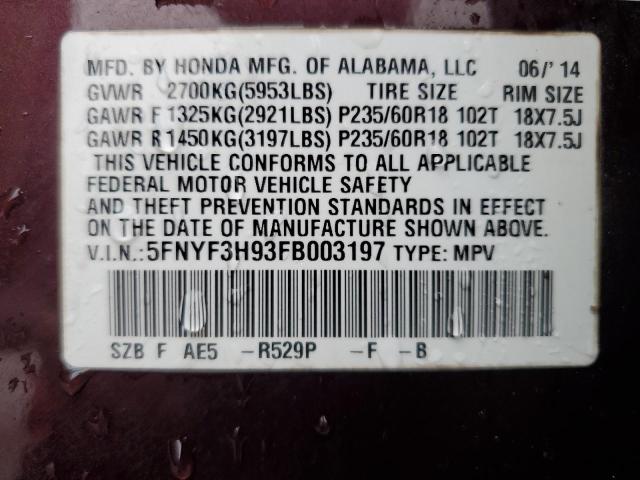 MFD. BY HONDA MFG. OF ALABAMA, LLC 06/'14
GVWR 2700KG(5953LBS) TIRE SIZE RIM SIZE
GAWR F 1325KG(2921LBS) P235/60R18 102T 18X7.5J
GAWR R 1450KG(3197LBS) P235/60R18 102T 18X7.5J
THIS VEHICLE CONFORMS TO ALL APPLICABLE
FEDERAL MOTOR VEHICLE SAFETY
AND THEFT PREVENTION STANDARDS IN EFFECT
ON THE DATE OF MANUFACTURE SHOWN ABOVE.
V.I.N.:5FNYF3H93FB003197 TYPE: MPV
SZB F AE5 -R529P -F -B